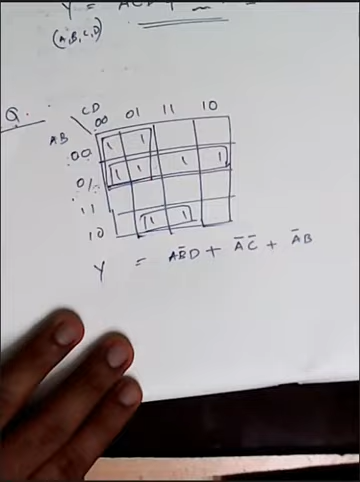 Y =
(A,B,C,D)
Q.
CD
AB
00 01 11 10
00 1 1
01 1 1 1 1
11
10 1 1
Y = AB̄D + ĀC̄ + ĀB